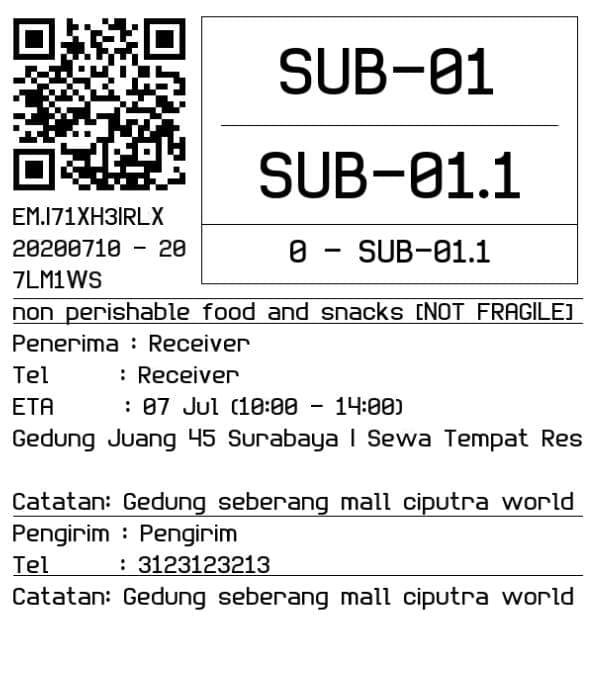 SUB-01
SUB-01.1
0 - SUB-01.1
EM.I71XH3IRLX
20200710 - 20
7LM1WS
non perishable food and snacks [NOT FRAGILE]
Penerima : Receiver
Tel : Receiver
ETA : 07 Jul (10:00 - 14:00)
Gedung Juang 45 Surabaya | Sewa Tempat Res
Catatan: Gedung seberang mall ciputra world
Pengirim : Pengirim
Tel : 3123123213
Catatan: Gedung seberang mall ciputra world